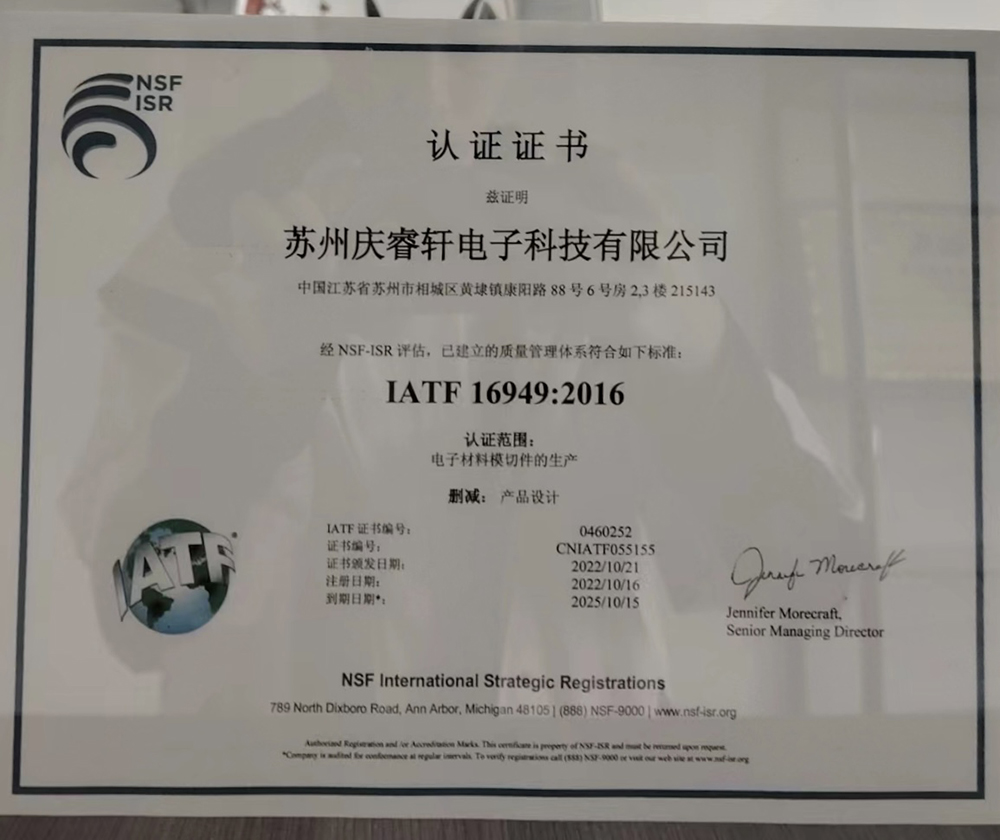 NSF
ISR
认证证书
兹证明
苏州庆睿轩电子科技有限公司
中国江苏省苏州市相城区黄埭镇康阳路 88 号 6 号房 2,3 楼 215143
经 NSF-ISR 评估，已建立的质量管理体系符合如下标准：
IATF 16949:2016
认证范围：
电子材料模切件的生产
删减： 产品设计
IATF 证书编号： 0460252
证书编号： CNIATF055155
证书颁发日期： 2022/10/21
注册日期： 2022/10/16
到期日期*： 2025/10/15
IATF
Jennifer Morecraft
Jennifer Morecraft,
Senior Managing Director
NSF International Strategic Registrations
789 North Dixboro Road, Ann Arbor, Michigan 48105 | (888) NSF-9000 | www.nsf-isr.org
Authorized Registration and /or Accreditation Marks. This certificate is property of NSF-ISR and must be returned upon request.
*Company is audited for conformance at regular intervals. To verify registrations call (888) NSF-9000 or visit our web site at www.nsf-isr.org